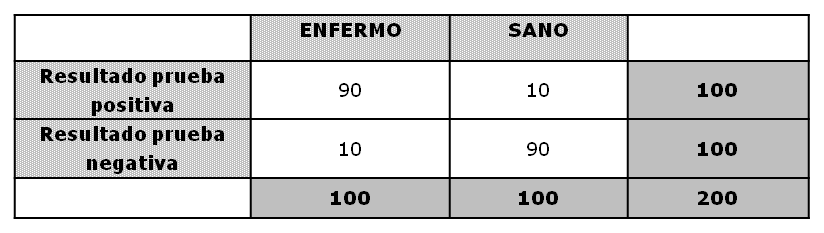 ENFERMO SANO
Resultado prueba
positiva
90 10 100
Resultado prueba
negativa
10 90 100
100 100 200